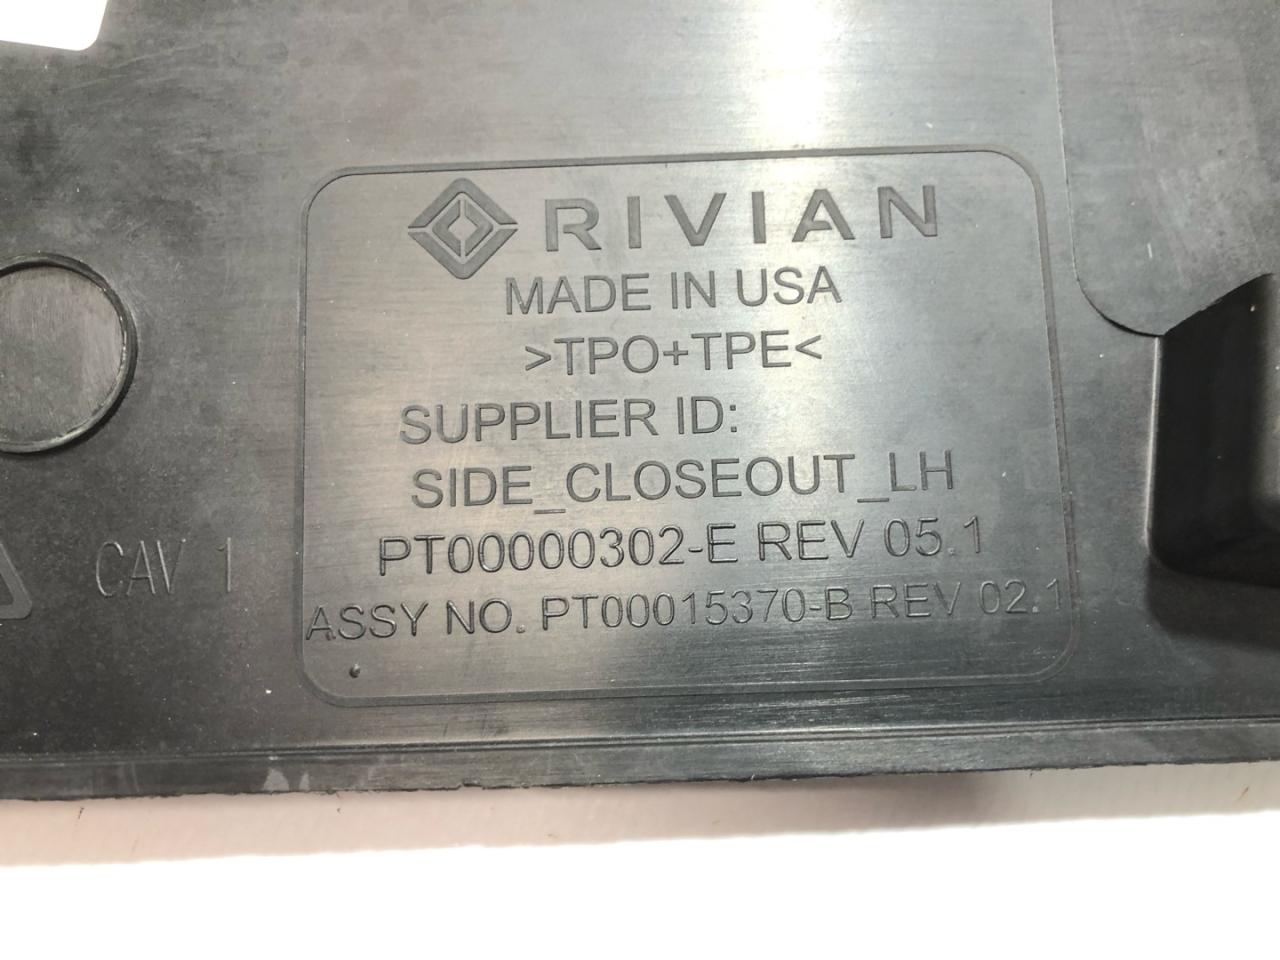 RIVIAN
MADE IN USA
>TPO+TPE<
SUPPLIER ID:
SIDE_CLOSEOUT_LH
PT00000302-E REV 05.1
ASSY NO. PT00015370-B REV 02.1
CAV 1